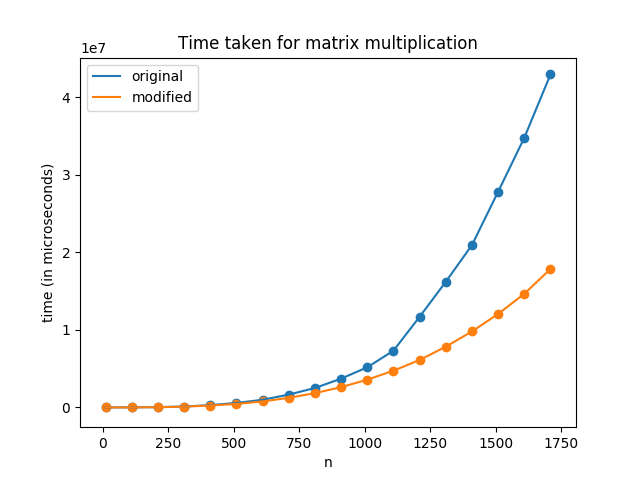 Time taken for matrix multiplication
1e7
original
modified
4
3
2
1
0
time (in microseconds)
0 250 500 750 1000 1250 1500 1750
n